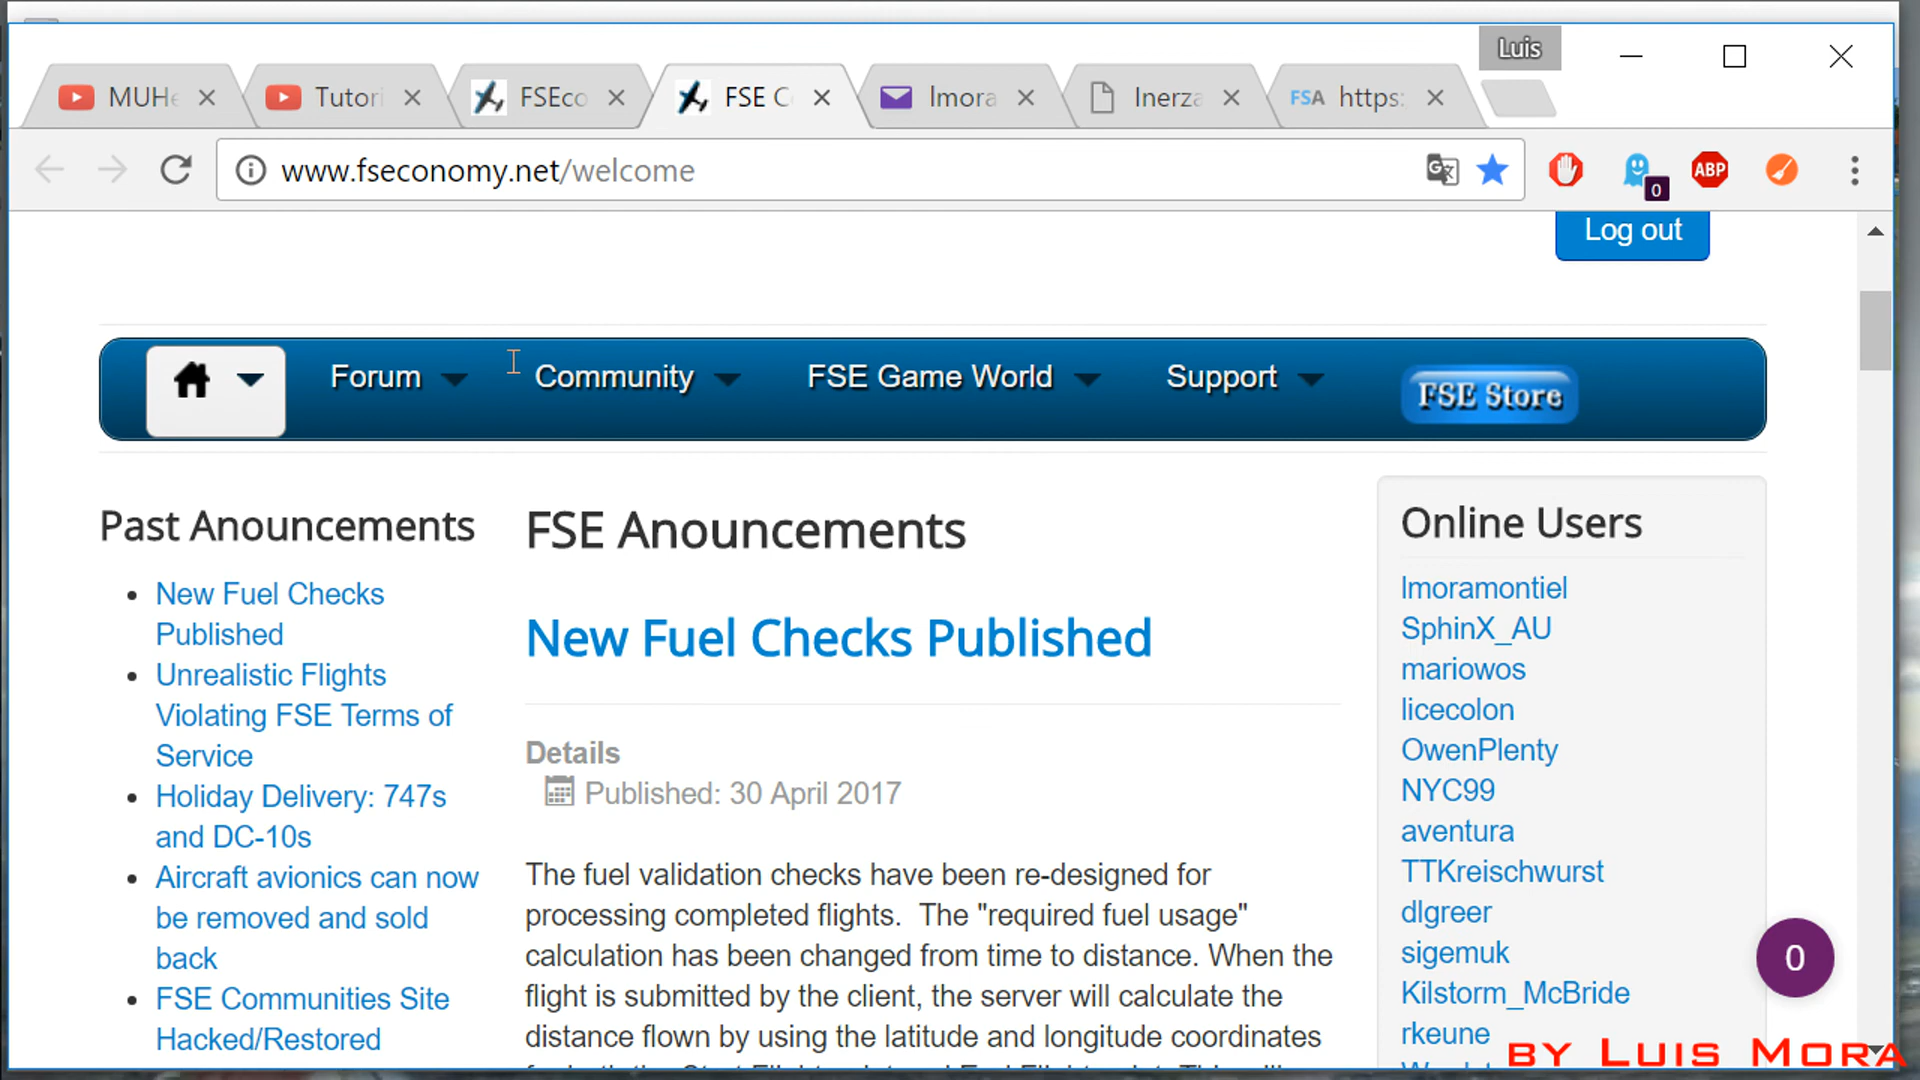 Luis
MUHe
Tutori
FSEco
FSE C
lmora
Inerza
FSA https:
www.fseconomy.net/welcome
ABP
0
Log out
Forum
Community
FSE Game World
Support
FSE Store
Past Anouncements
New Fuel Checks
Published
Unrealistic Flights
Violating FSE Terms of
Service
Holiday Delivery: 747s
and DC-10s
Aircraft avionics can now
be removed and sold
back
FSE Communities Site
Hacked/Restored
FSE Anouncements
New Fuel Checks Published
Details
Published: 30 April 2017
The fuel validation checks have been re-designed for
processing completed flights.  The "required fuel usage"
calculation has been changed from time to distance. When the
flight is submitted by the client, the server will calculate the
distance flown by using the latitude and longitude coordinates
Online Users
lmoramontiel
SphinX_AU
mariowos
licecolon
OwenPlenty
NYC99
aventura
TTKreischwurst
dlgreer
sigemuk
Kilstorm_McBride
rkeune
0
BY LUIS MORA